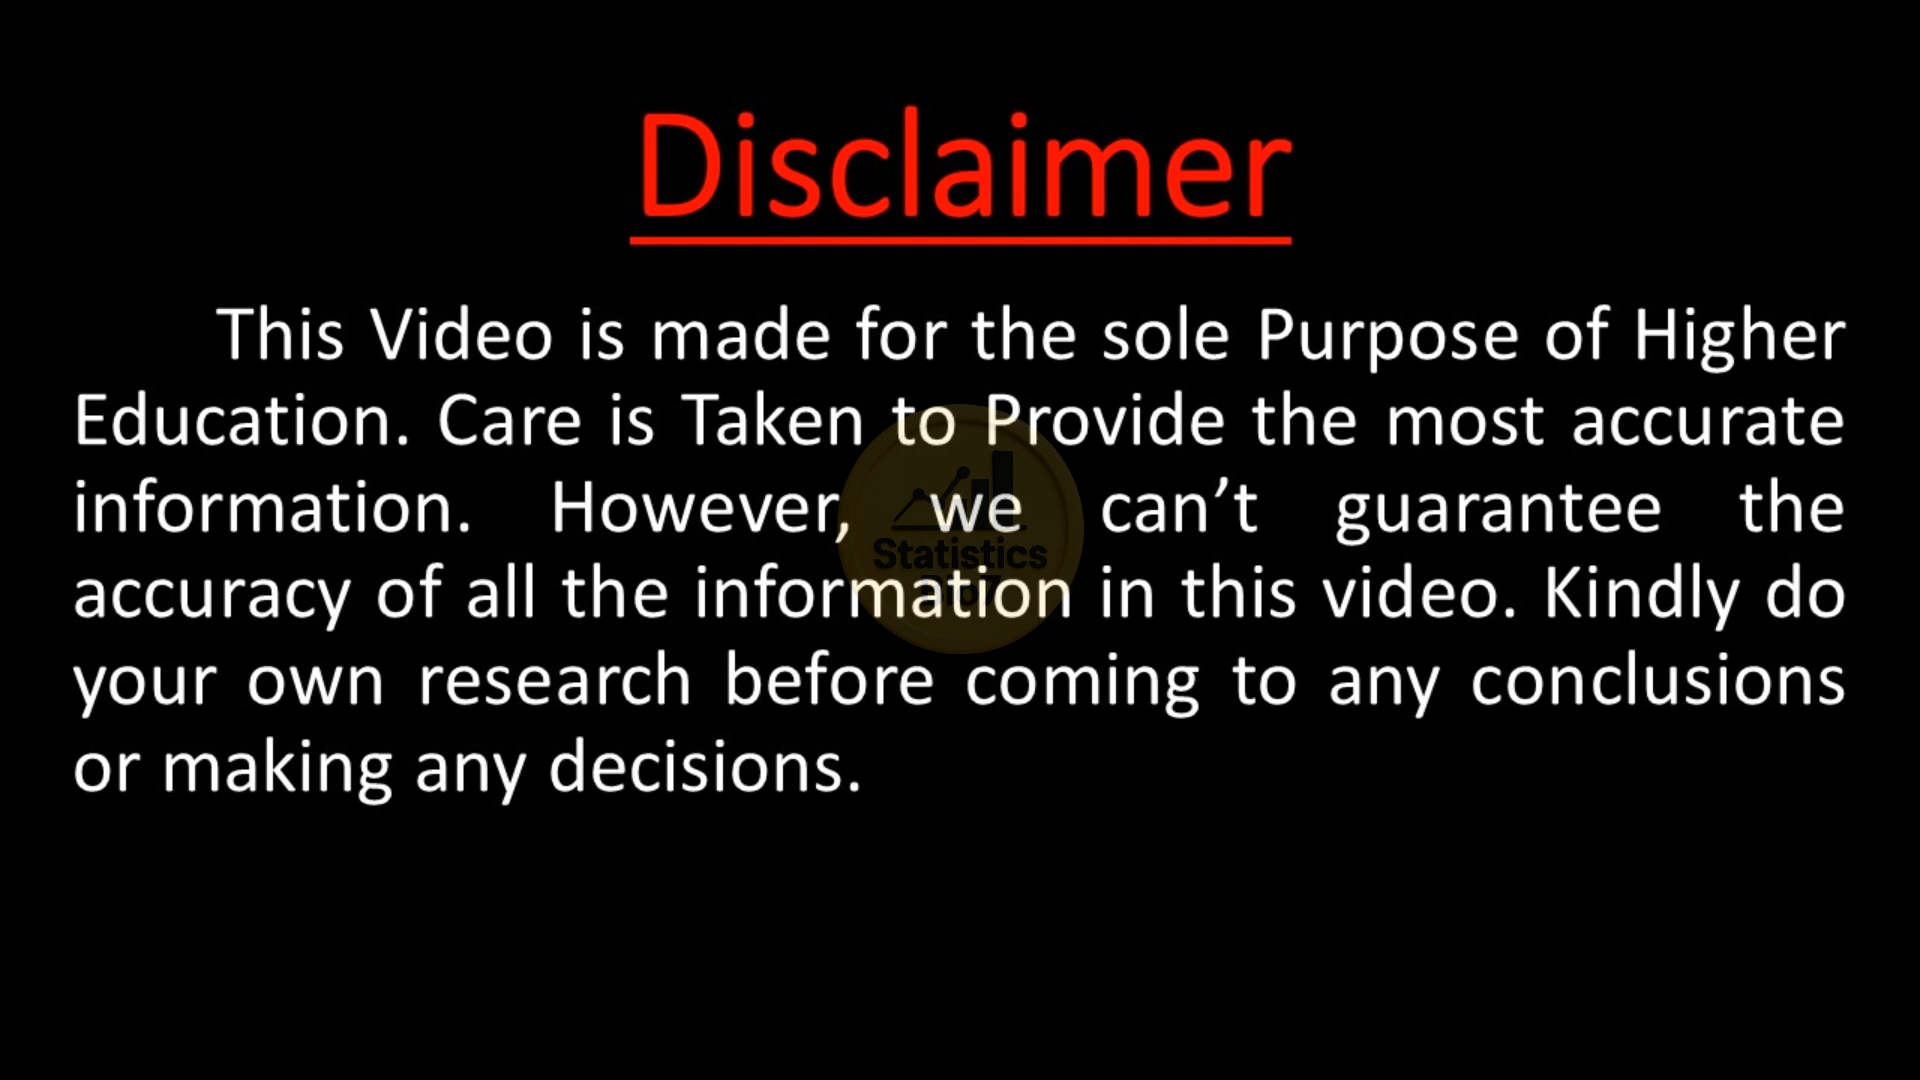 Disclaimer
This Video is made for the sole Purpose of Higher
Education. Care is Taken to Provide the most accurate
information. However, we can’t guarantee the
accuracy of all the information in this video. Kindly do
your own research before coming to any conclusions
or making any decisions.
Statistics